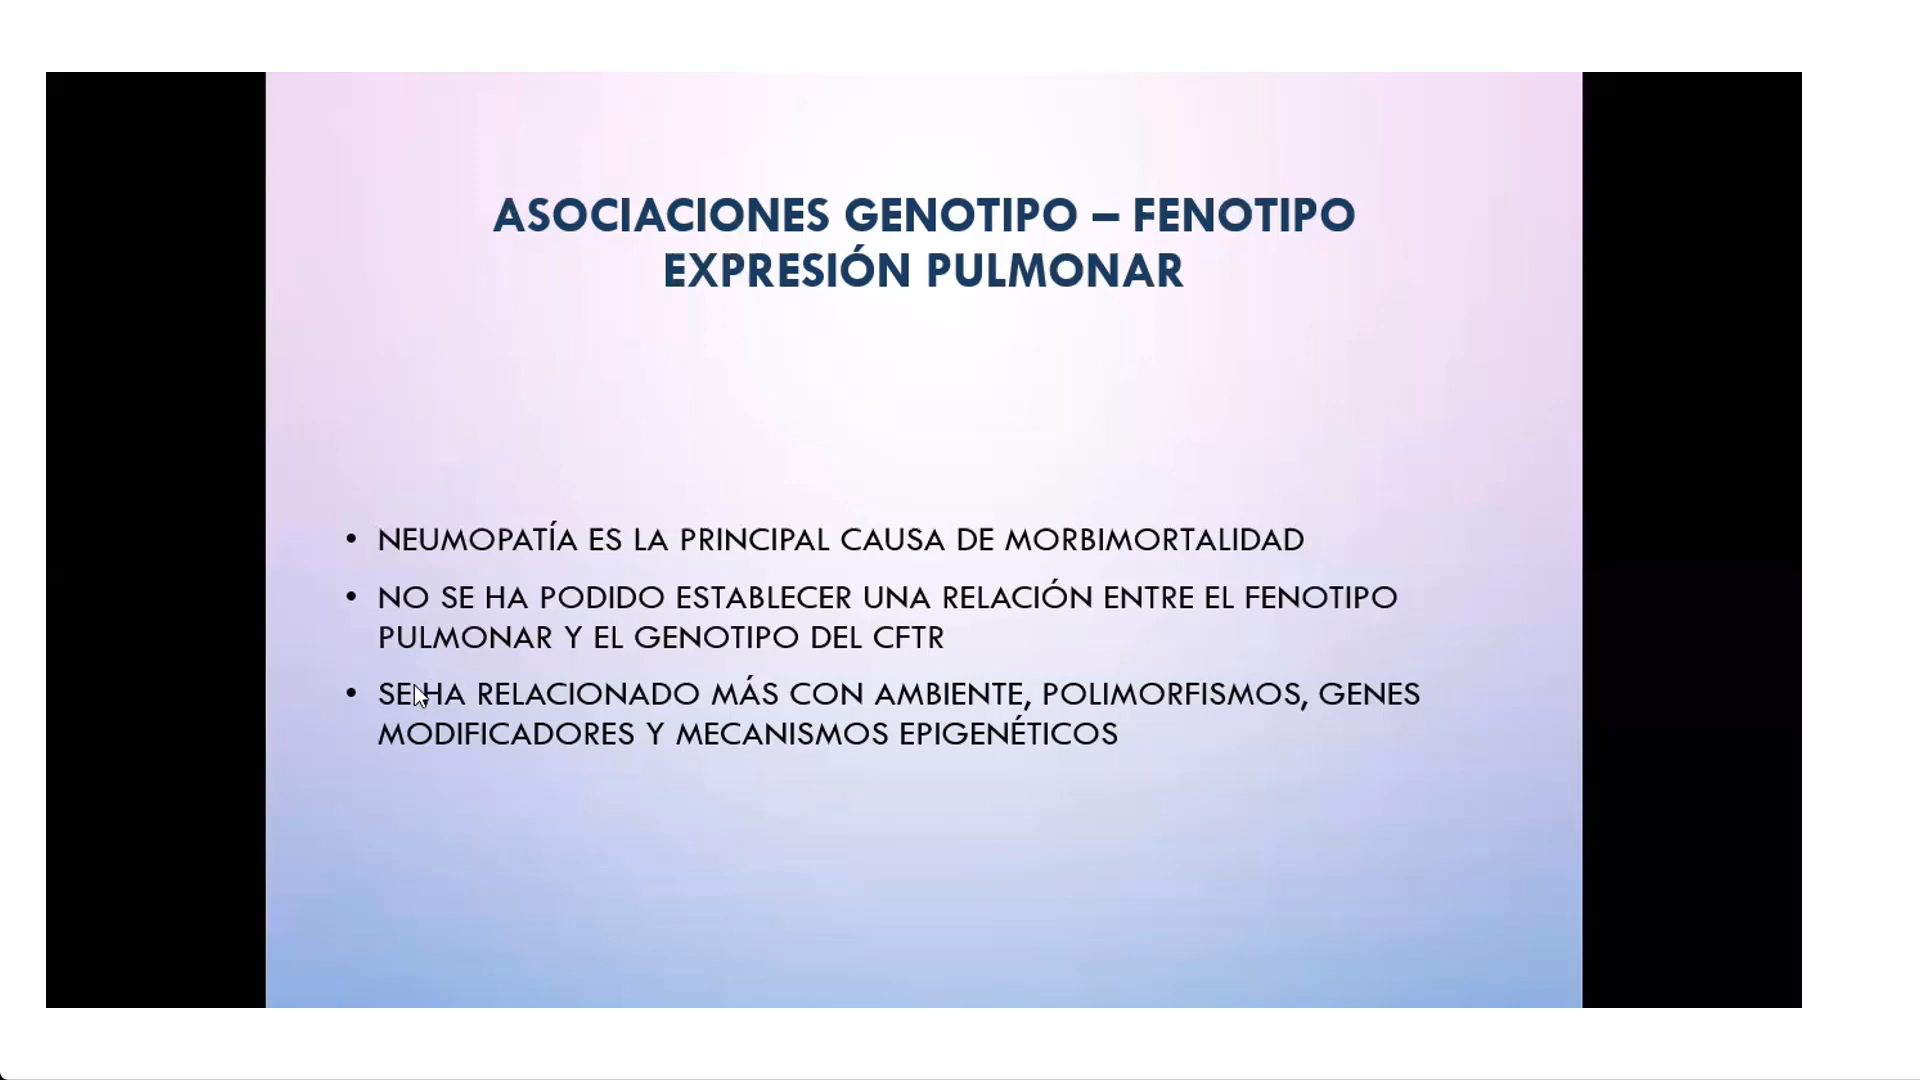 ASOCIACIONES GENOTIPO – FENOTIPO
EXPRESIÓN PULMONAR
• NEUMOPATÍA ES LA PRINCIPAL CAUSA DE MORBIMORTALIDAD
• NO SE HA PODIDO ESTABLECER UNA RELACIÓN ENTRE EL FENOTIPO
PULMONAR Y EL GENOTIPO DEL CFTR
• SE HA RELACIONADO MÁS CON AMBIENTE, POLIMORFISMOS, GENES
MODIFICADORES Y MECANISMOS EPIGENÉTICOS